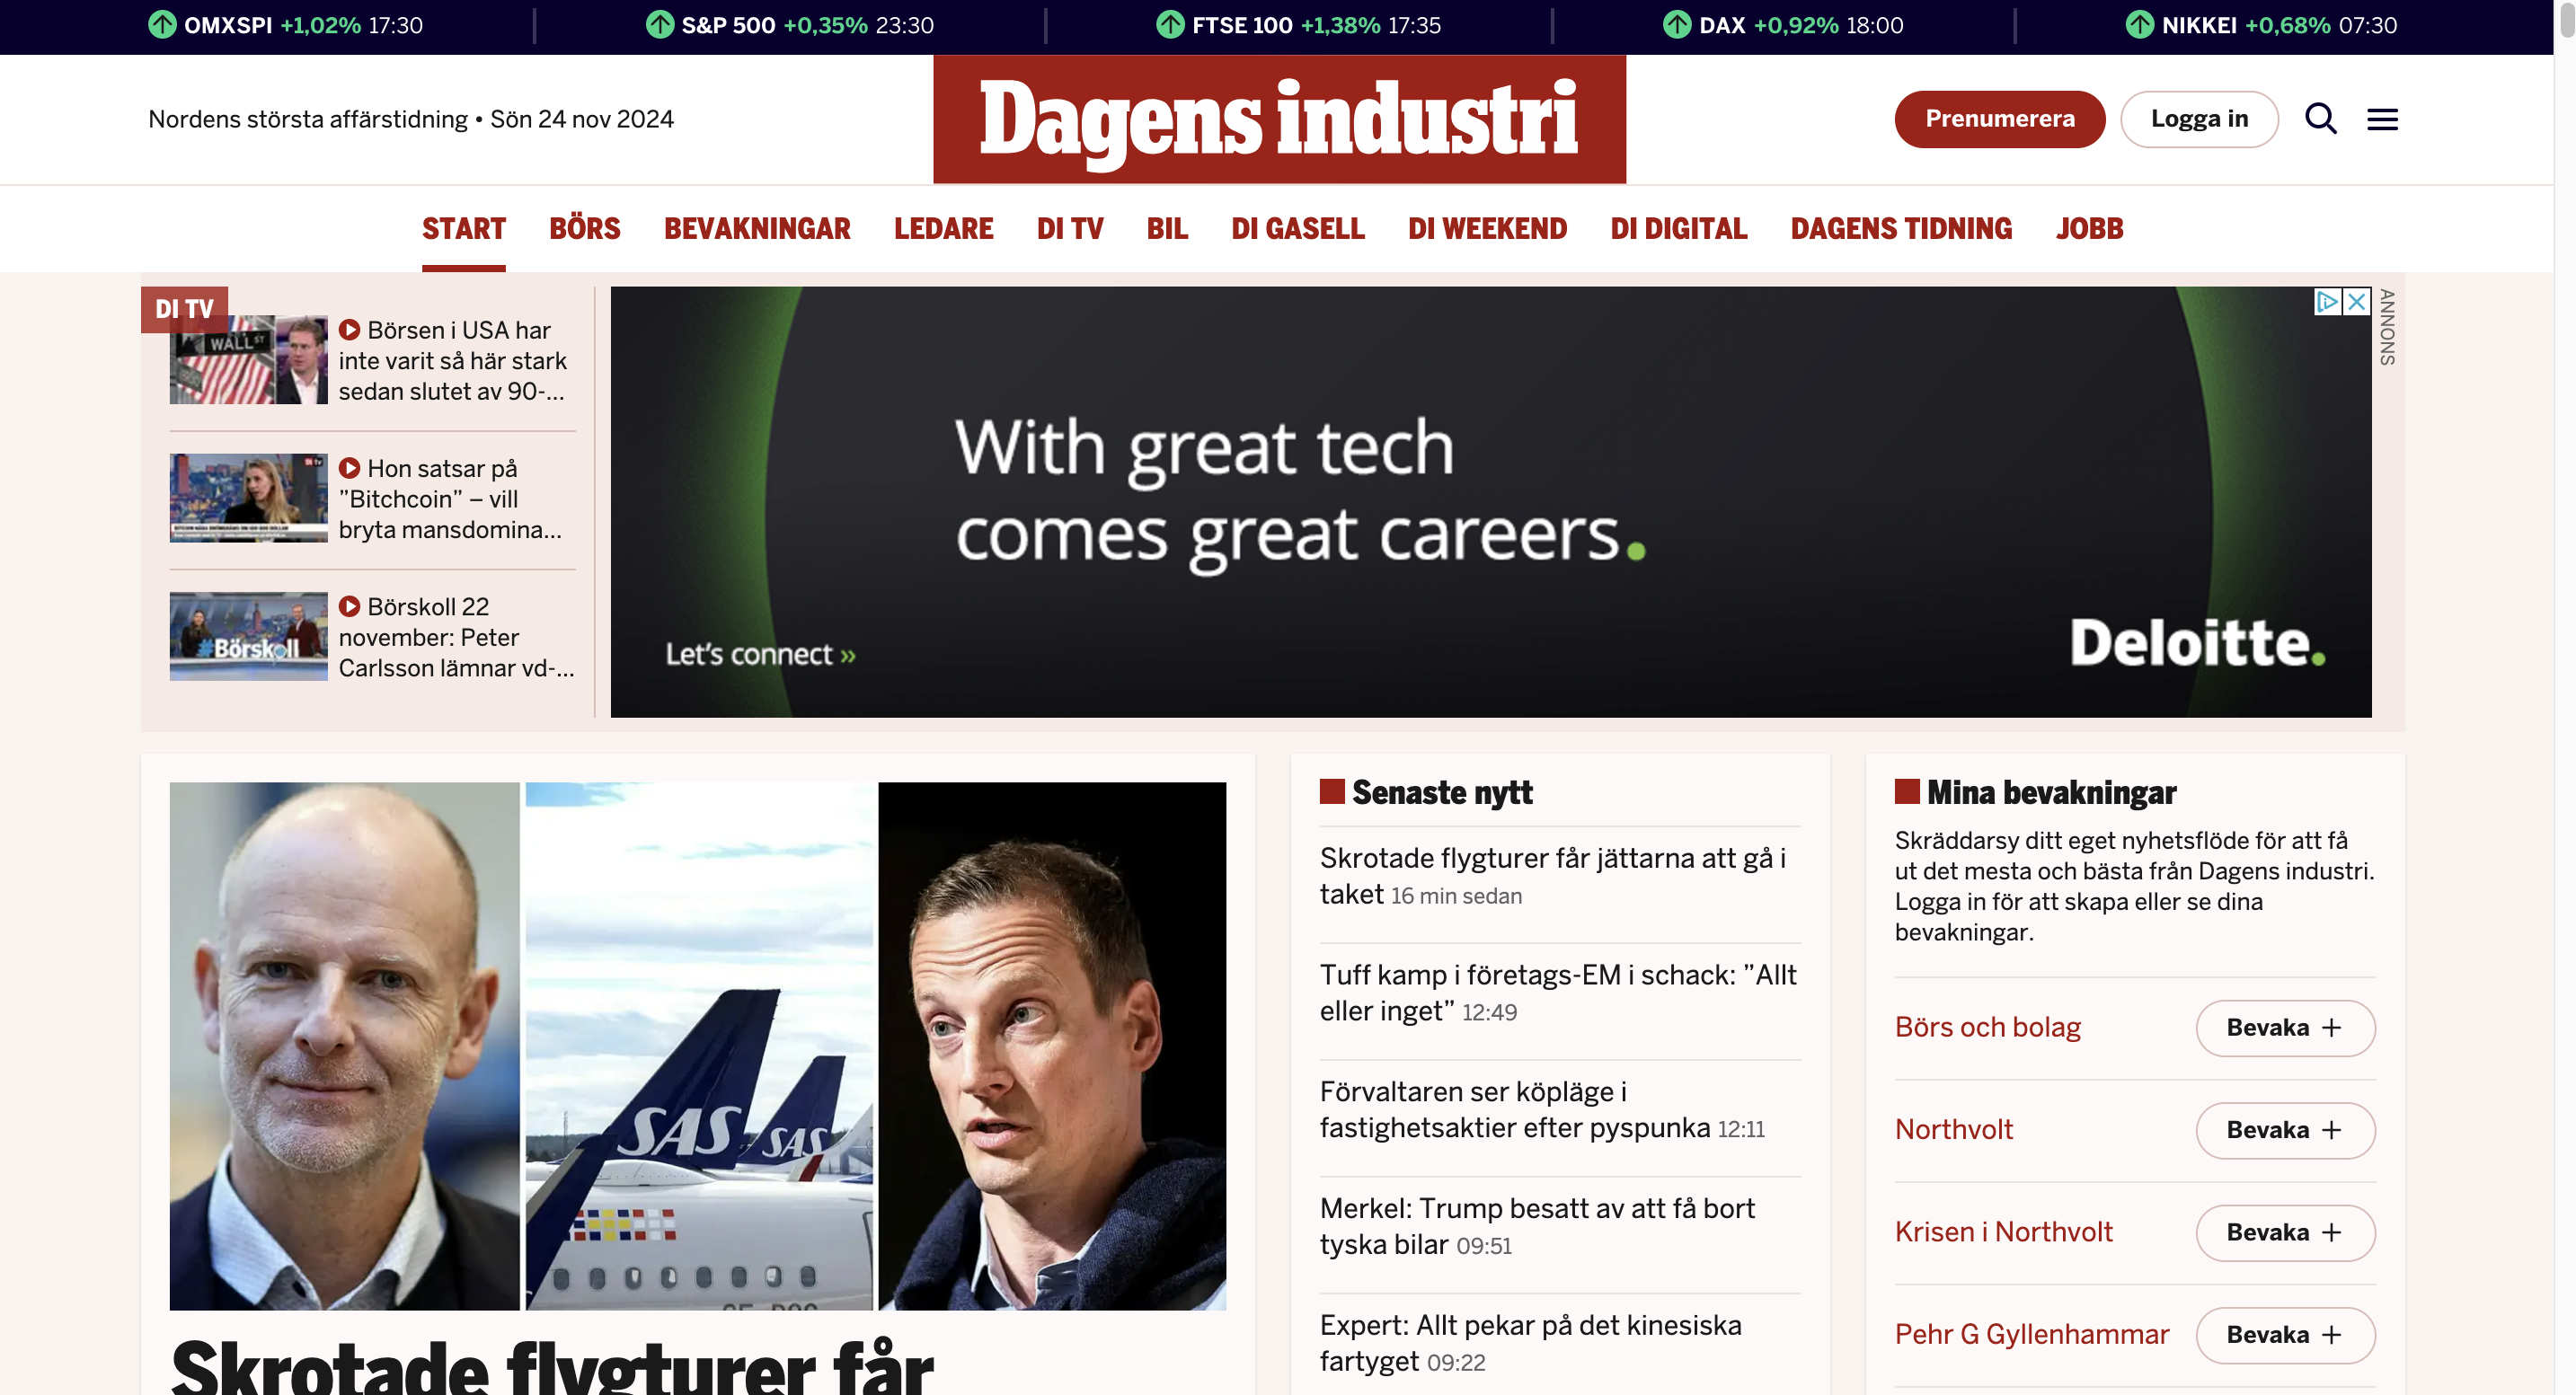 OMXSPI +1,02% 17:30
S&P 500 +0,35% 23:30
FTSE 100 +1,38% 17:35
DAX +0,92% 18:00
NIKKEI +0,68% 07:30
Nordens största affärstidning • Sön 24 nov 2024
Dagens industri
Prenumerera
Logga in
START BÖRS BEVAKNINGAR LEDARE DI TV BIL DI GASELL DI WEEKEND DI DIGITAL DAGENS TIDNING JOBB
DI TV
WALL ST
Börsen i USA har
inte varit så här stark
sedan slutet av 90-...
Hon satsar på
”Bitchcoin” – vill
bryta mansdomina...
#Börskoll
Börskoll 22
november: Peter
Carlsson lämnar vd-...
ANNONS
With great tech
comes great careers.
Let’s connect »
Deloitte.
SAS SAS
Skrotade flygturer får
Senaste nytt
Skrotade flygturer får jättarna att gå i
taket 16 min sedan
Tuff kamp i företags-EM i schack: ”Allt
eller inget” 12:49
Förvaltaren ser köpläge i
fastighetsaktier efter pyspunka 12:11
Merkel: Trump besatt av att få bort
tyska bilar 09:51
Expert: Allt pekar på det kinesiska
fartyget 09:22
Mina bevakningar
Skräddarsy ditt eget nyhetsflöde för att få
ut det mesta och bästa från Dagens industri.
Logga in för att skapa eller se dina
bevakningar.
Börs och bolag Bevaka +
Northvolt Bevaka +
Krisen i Northvolt Bevaka +
Pehr G Gyllenhammar Bevaka +